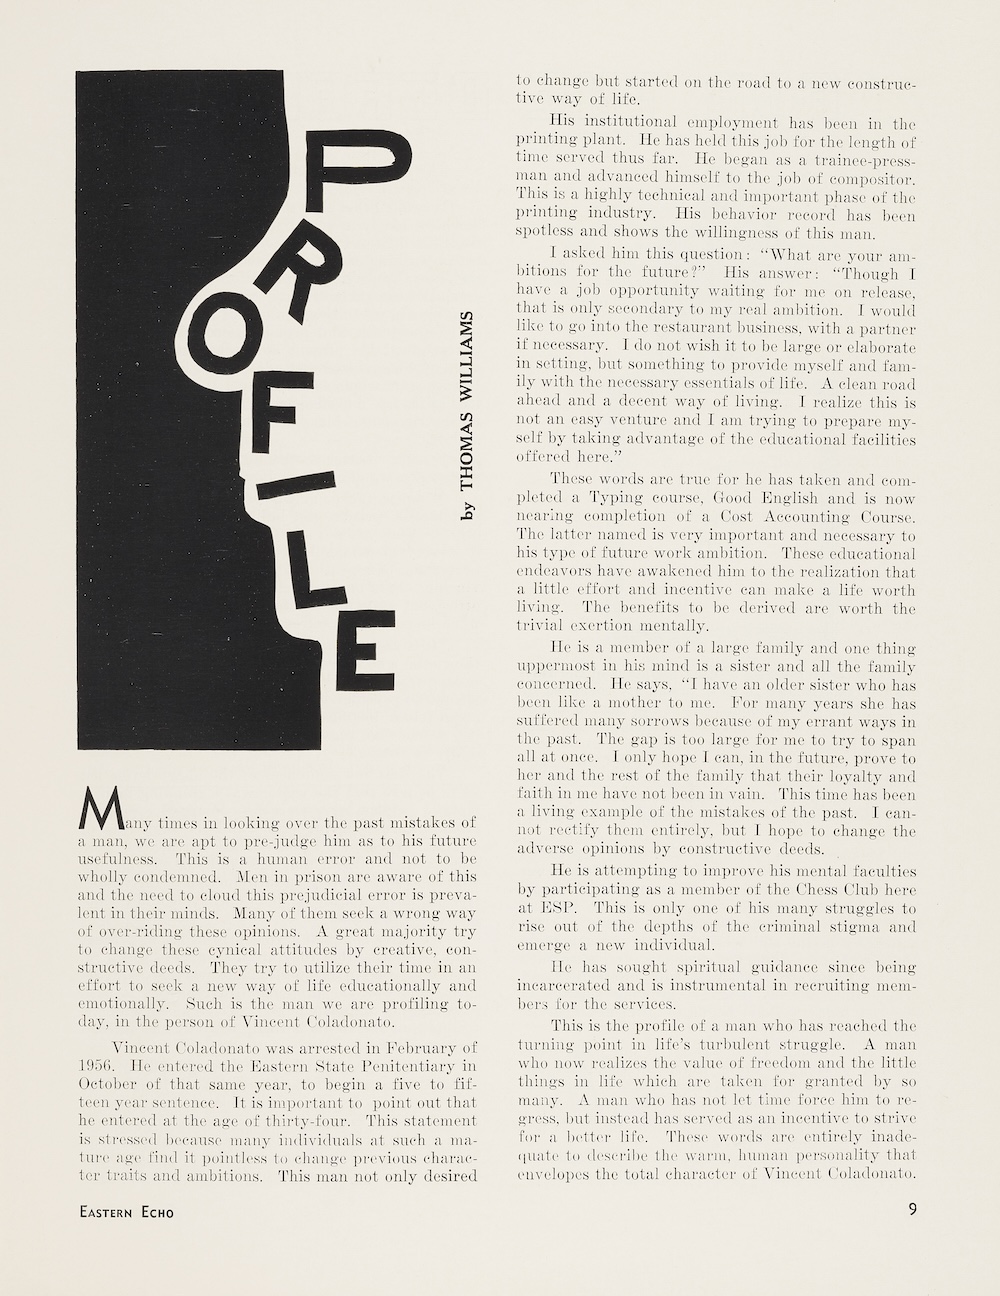 PROFILE
by THOMAS WILLIAMS
Many times in looking over the past mistakes of
a man, we are apt to pre-judge him as to his future
usefulness. This is a human error and not to be
wholly condemned. Men in prison are aware of this
and the need to cloud this prejudicial error is preva-
lent in their minds. Many of them seek a wrong way
of over-riding these opinions. A great majority try
to change these cynical attitudes by creative, con-
structive deeds. They try to utilize their time in an
effort to seek a new way of life educationally and
emotionally. Such is the man we are profiling to-
day, in the person of Vincent Coladonato.
Vincent Coladonato was arrested in February of
1956. He entered the Eastern State Penitentiary in
October of that same year, to begin a five to fif-
teen year sentence. It is important to point out that
he entered at the age of thirty-four. This statement
is stressed because many individuals at such a ma-
ture age find it pointless to change previous charac-
ter traits and ambitions. This man not only desired
to change but started on the road to a new construc-
tive way of life.
His institutional employment has been in the
printing plant. He has held this job for the length of
time served thus far. He began as a trainee-press-
man and advanced himself to the job of compositor.
This is a highly technical and important phase of the
printing industry. His behavior record has been
spotless and shows the willingness of this man.
I asked him this question: “What are your am-
bitions for the future?” His answer: “Though I
have a job opportunity waiting for me on release,
that is only secondary to my real ambition. I would
like to go into the restaurant business, with a partner
if necessary. I do not wish it to be large or elaborate
in setting, but something to provide myself and fam-
ily with the necessary essentials of life. A clean road
ahead and a decent way of living. I realize this is
not an easy venture and I am trying to prepare my-
self by taking advantage of the educational facilities
offered here.”
These words are true for he has taken and com-
pleted a Typing course, Good English and is now
nearing completion of a Cost Accounting Course.
The latter named is very important and necessary to
his type of future work ambition. These educational
endeavors have awakened him to the realization that
a little effort and incentive can make a life worth
living. The benefits to be derived are worth the
trivial exertion mentally.
He is a member of a large family and one thing
uppermost in his mind is a sister and all the family
concerned. He says, “I have an older sister who has
been like a mother to me. For many years she has
suffered many sorrows because of my errant ways in
the past. The gap is too large for me to try to span
all at once. I only hope I can, in the future, prove to
her and the rest of the family that their loyalty and
faith in me have not been in vain. This time has been
a living example of the mistakes of the past. I can-
not rectify them entirely, but I hope to change the
adverse opinions by constructive deeds.
He is attempting to improve his mental faculties
by participating as a member of the Chess Club here
at ESP. This is only one of his many struggles to
rise out of the depths of the criminal stigma and
emerge a new individual.
He has sought spiritual guidance since being
incarcerated and is instrumental in recruiting mem-
bers for the services.
This is the profile of a man who has reached the
turning point in life’s turbulent struggle. A man
who now realizes the value of freedom and the little
things in life which are taken for granted by so
many. A man who has not let time force him to re-
gress, but instead has served as an incentive to strive
for a better life. These words are entirely inade-
quate to describe the warm, human personality that
envelopes the total character of Vincent Coladonato.
EASTERN ECHO
9